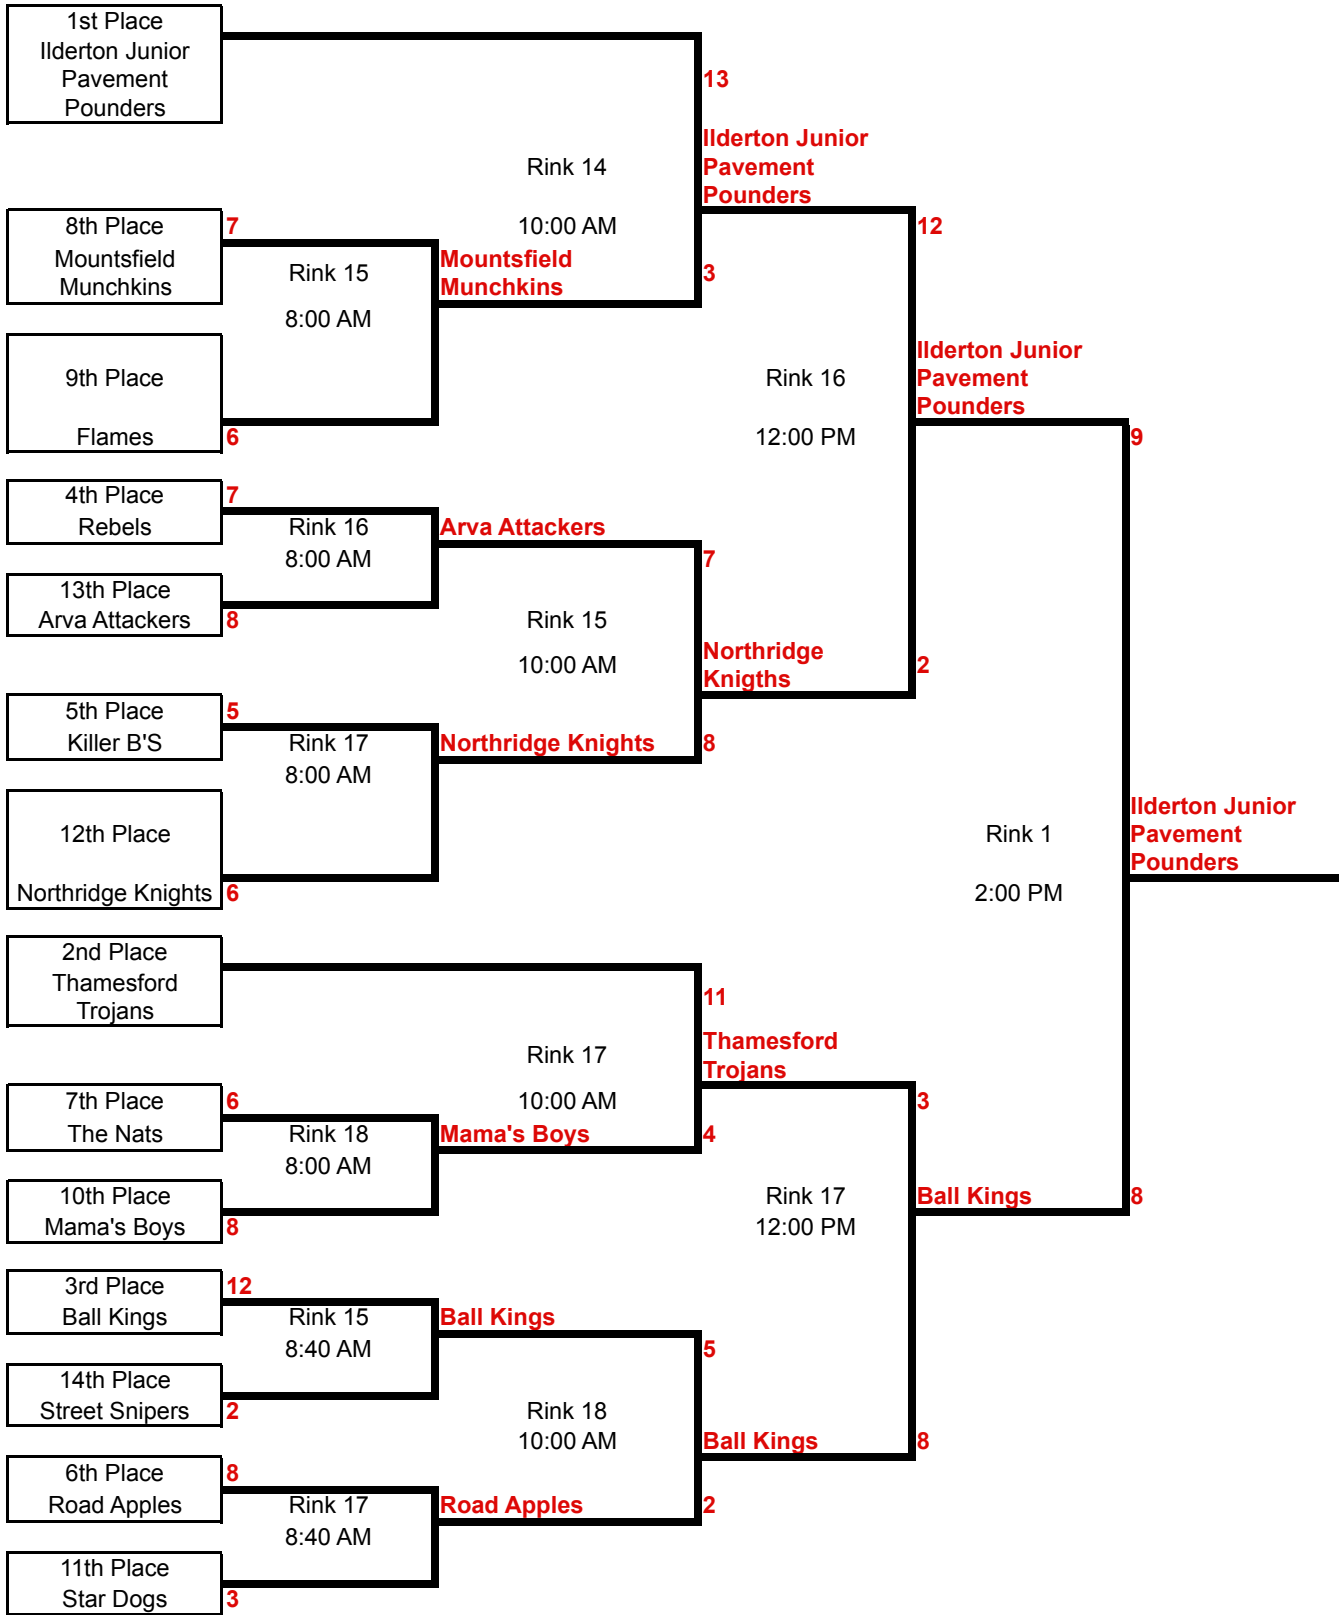 1st Place
Ilderton Junior
Pavement
Pounders
13
Ilderton Junior
Pavement
Pounders
Rink 14
10:00 AM
8th Place
Mountsfield
Munchkins
7
12
Rink 15
8:00 AM
Mountsfield
Munchkins
3
9th Place
Flames
6
Rink 16
12:00 PM
Ilderton Junior
Pavement
Pounders
9
4th Place
Rebels
7
Rink 16
8:00 AM
Arva Attackers
7
13th Place
Arva Attackers
8
Rink 15
10:00 AM
Northridge
Knigths
2
5th Place
Killer B'S
5
Rink 17
8:00 AM
Northridge Knights
8
12th Place
Northridge Knights
6
Rink 1
2:00 PM
Ilderton Junior
Pavement
Pounders
2nd Place
Thamesford
Trojans
11
Rink 17
10:00 AM
Thamesford
Trojans
3
7th Place
The Nats
6
Rink 18
8:00 AM
Mama's Boys
4
10th Place
Mama's Boys
8
Rink 17
12:00 PM
Ball Kings
8
3rd Place
Ball Kings
12
Rink 15
8:40 AM
Ball Kings
5
14th Place
Street Snipers
2
Rink 18
10:00 AM
Ball Kings
8
6th Place
Road Apples
8
Rink 17
8:40 AM
Road Apples
2
11th Place
Star Dogs
3